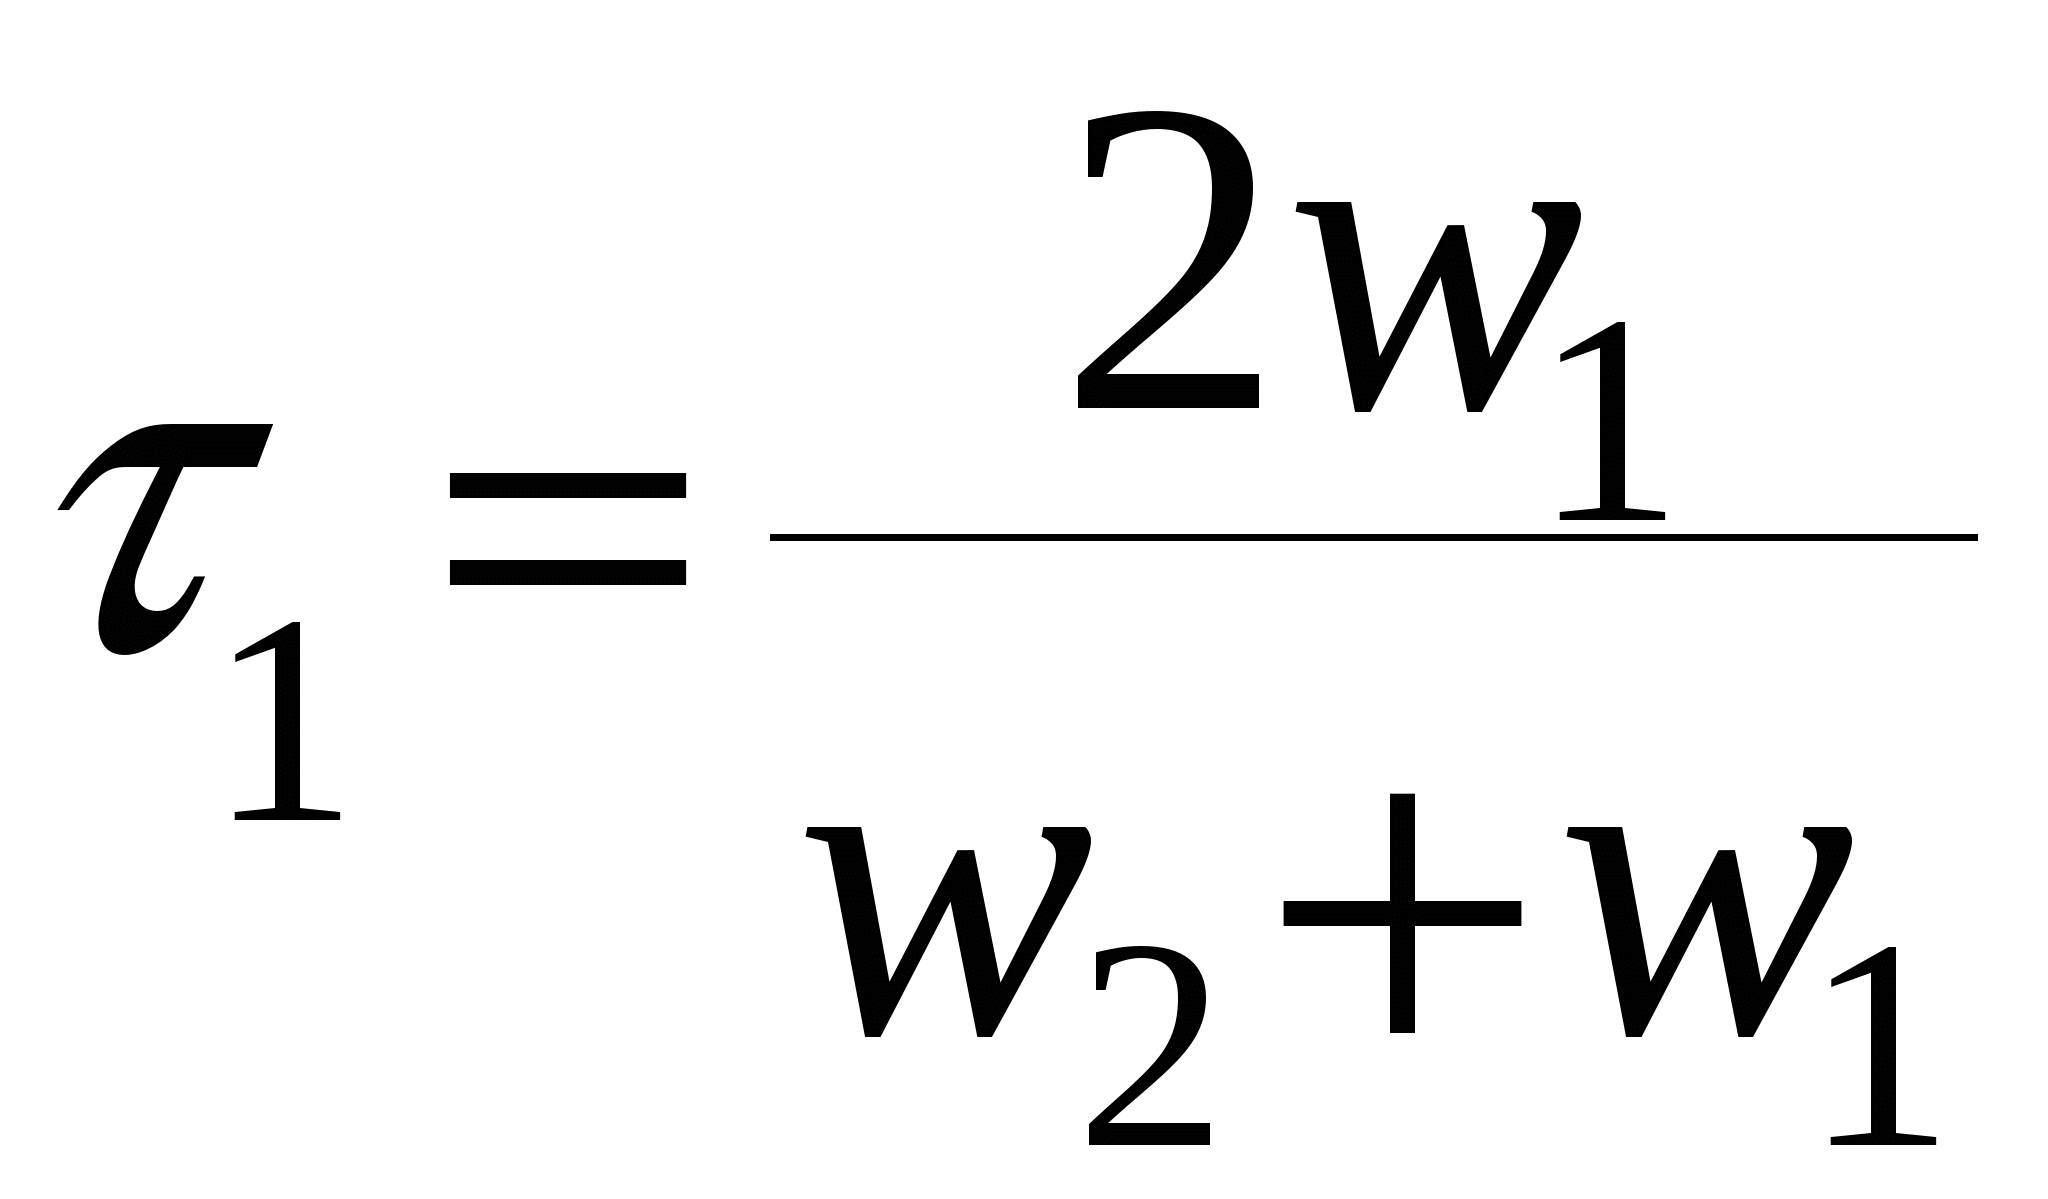 τ₁ = 2w₁ / (w₂ + w₁)